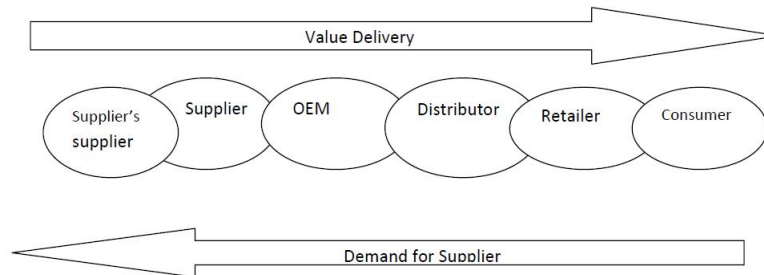 Value Delivery
Supplier's
supplier
Supplier
OEM
Distributor
Retailer
Consumer
Demand for Supplier